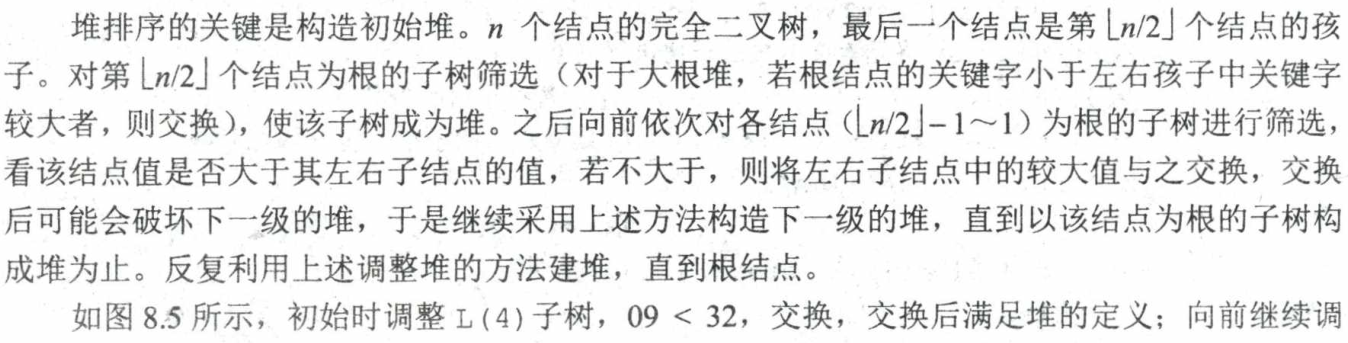 堆排序的关键是构造初始堆。n 个结点的完全二叉树，最后一个结点是第⌊n/2⌋个结点的孩
子。对第⌊n/2⌋个结点为根的子树筛选（对于大根堆，若根结点的关键字小于左右孩子中关键字
较大者，则交换），使该子树成为堆。之后向前依次对各结点（⌊n/2⌋–1～1）为根的子树进行筛选，
看该结点值是否大于其左右子结点的值，若不大于，则将左右子结点中的较大值与之交换，交换
后可能会破坏下一级的堆，于是继续采用上述方法构造下一级的堆，直到以该结点为根的子树构
成堆为止。反复利用上述调整堆的方法建堆，直到根结点。
如图 8.5 所示，初始时调整 L(4)子树，09 < 32，交换，交换后满足堆的定义；向前继续调